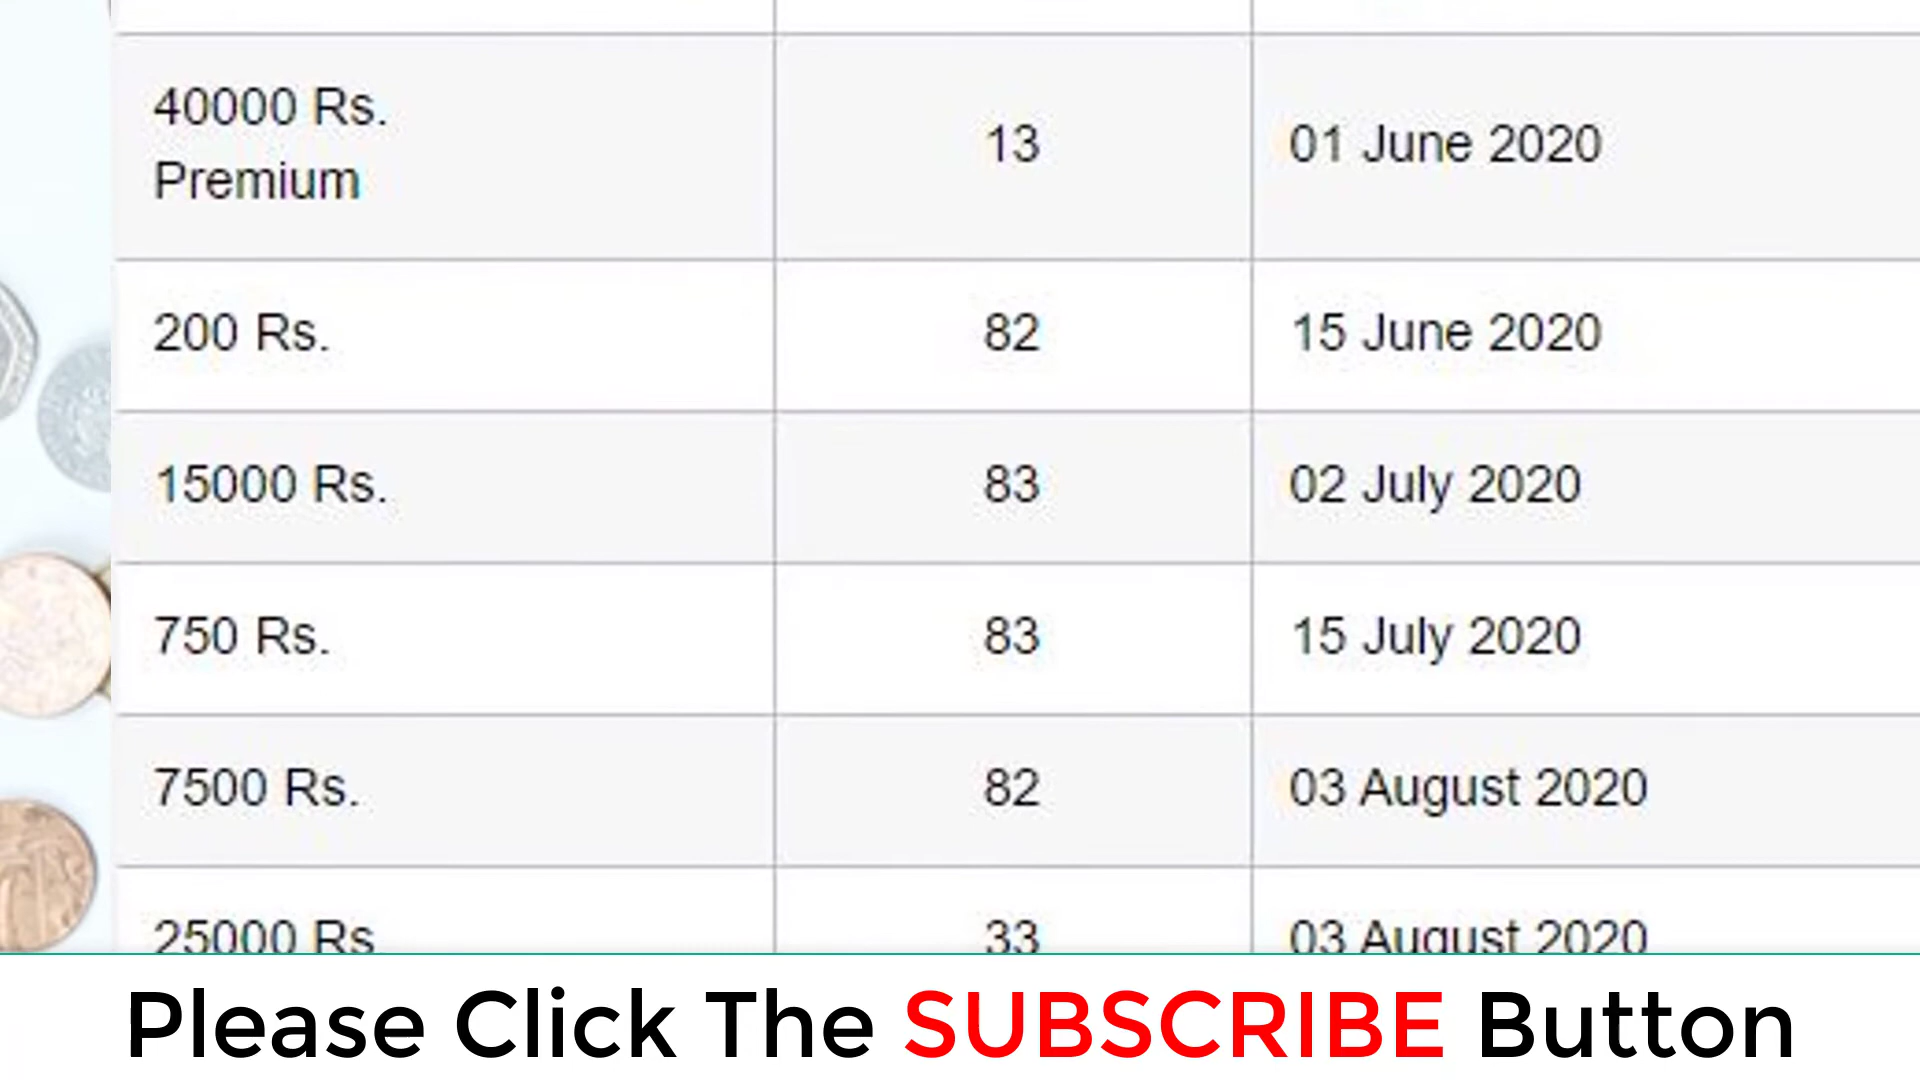 40000 Rs.
Premium
13
01 June 2020
200 Rs.
82
15 June 2020
15000 Rs.
83
02 July 2020
750 Rs.
83
15 July 2020
7500 Rs.
82
03 August 2020
25000 Rs
33
03 August 2020
Please Click The SUBSCRIBE Button